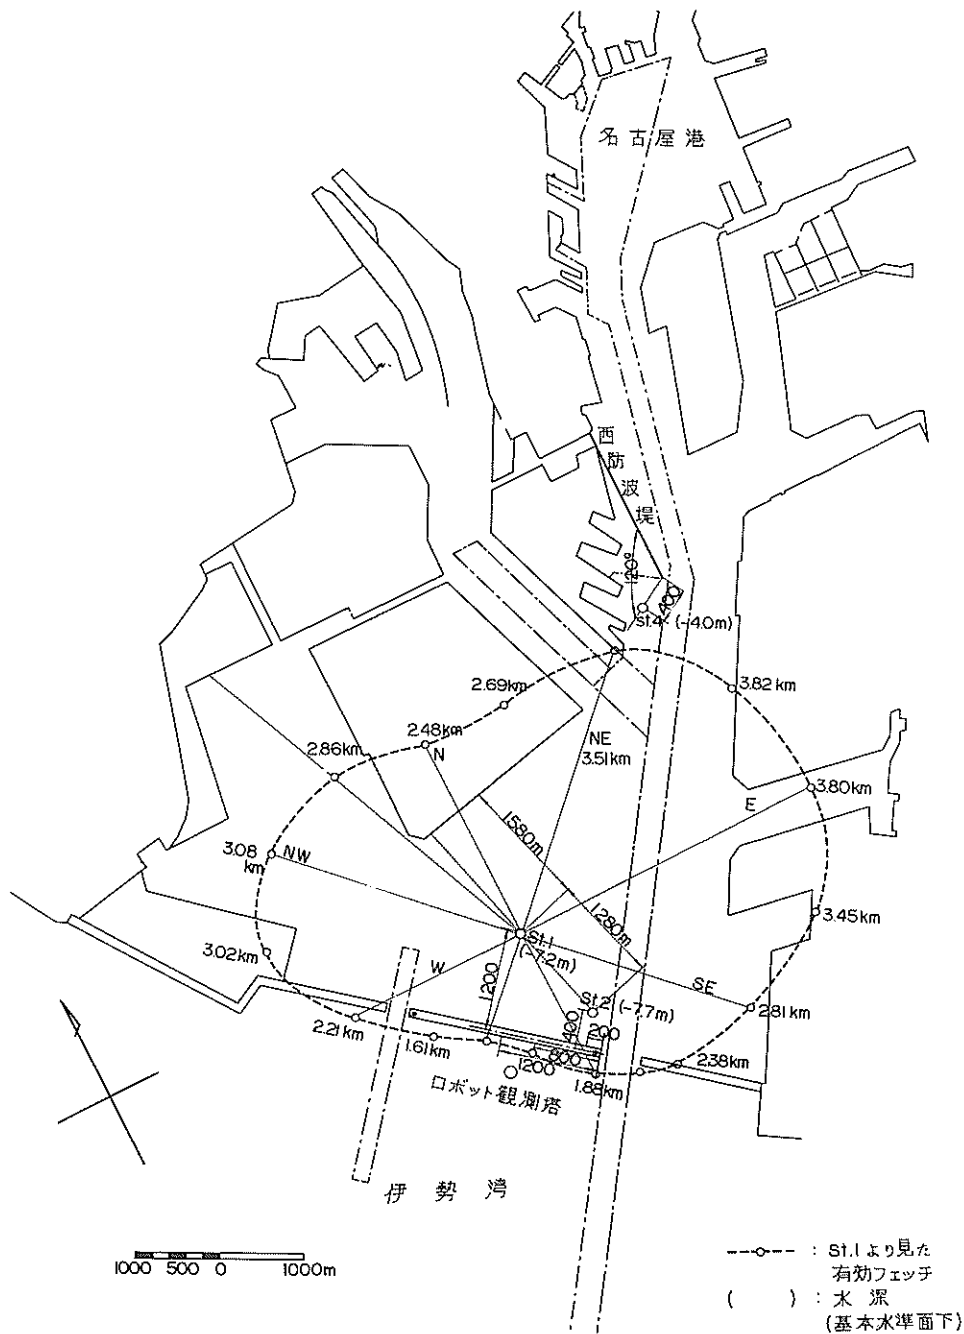 名古屋港
西防波堤
120°
400
St.4 (-4.0m)
3.82km
2.69km
2.48km
N
2.86km
NE
3.51km
3.80km
E
1580m
3.08
km
NW
3.45km
1280m
St.1
(-7.2m)
3.02km
W
1200
SE
St.2 (-7.7m)
2.81km
2.21km
400
200
1.61km
800
1200
2.38km
1.88km
ロボット観測塔
伊勢湾
1000 500 0 1000m
: St.1より見た
有効フェッチ
( ) : 水深
(基本水準面下)